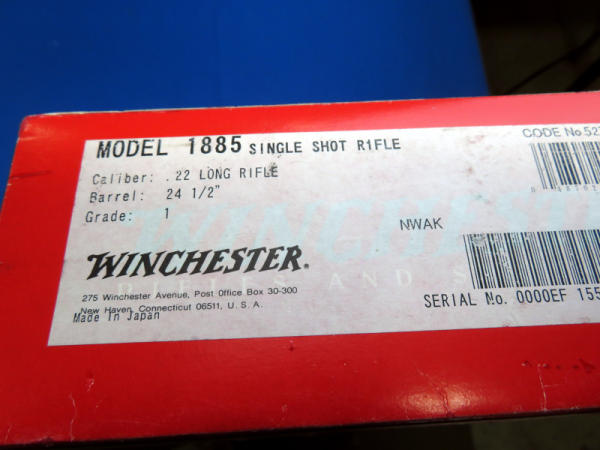 MODEL 1885 SINGLE SHOT RIFLE
CODE No.52
Caliber: .22 LONG RIFLE
Barrel: 24 1/2"
Grade: 1
NWAK
WINCHESTER®
275 Winchester Avenue, Post Office Box 30-300
New Haven, Connecticut 06511, U.S.A.
Made In Japan
SERIAL No. 0000EF 155